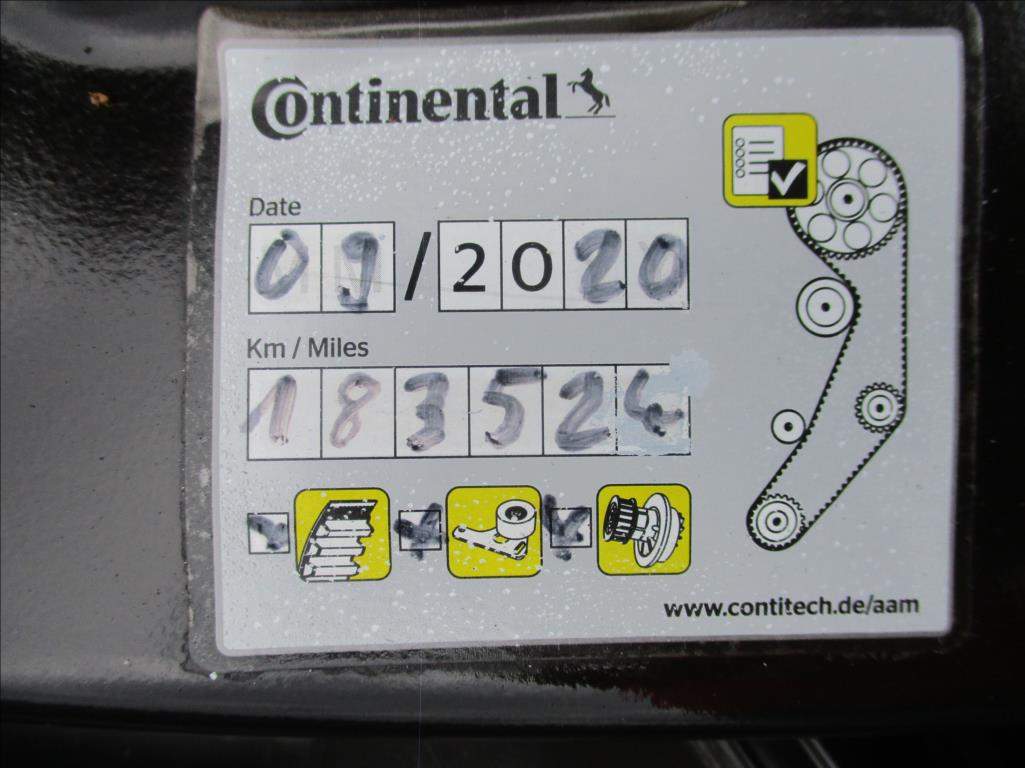 Continental
Date
09/2020
Km / Miles
183524
www.contitech.de/aam